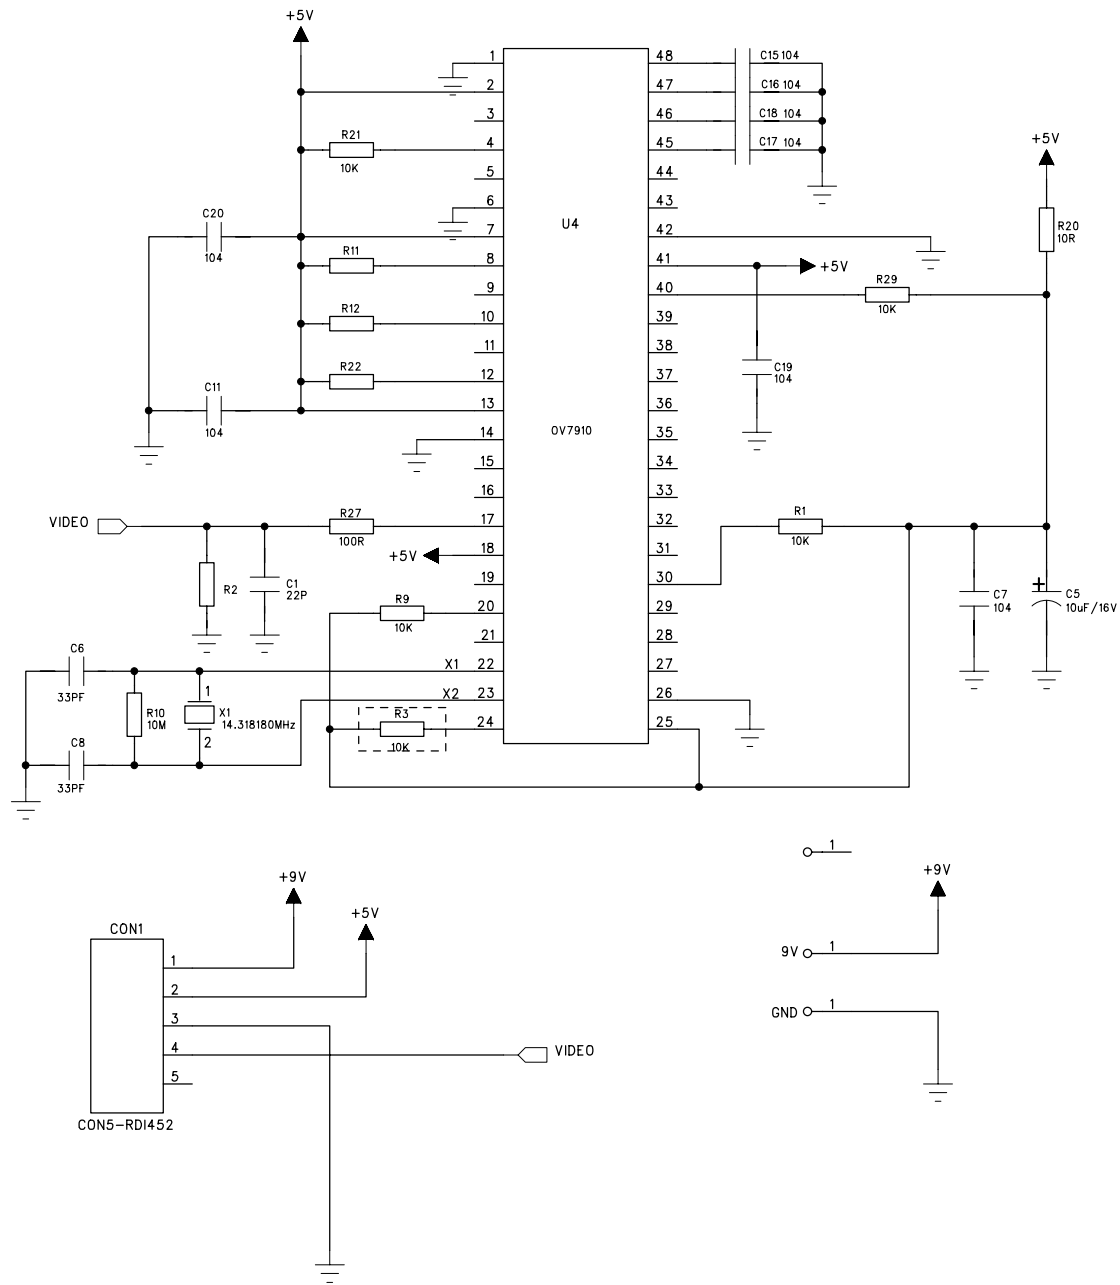 +5V
1
2
3
4
5
6
7
8
9
10
11
12
13
14
15
16
17
18
19
20
21
22
23
24
48
47
46
45
44
43
42
41
40
39
38
37
36
35
34
33
32
31
30
29
28
27
26
25
U4
OV7910
C15 104
C16 104
C18 104
C17 104
R21
10K
C20
104
R11
R12
R22
C11
104
+5V
R20
10R
+5V
R29
10K
C19
104
VIDEO
R27
100R
+5V
R2
C1
22P
R1
10K
C7
104
C5
10uF/16V
+
R9
10K
X1
X2
C6
33PF
R10
10M
1
X1
14.318180MHz
2
C8
33PF
R3
10K
1
+9V
9V
1
GND
1
+9V
+5V
CON1
1
2
3
4
5
VIDEO
CON5-RD1452